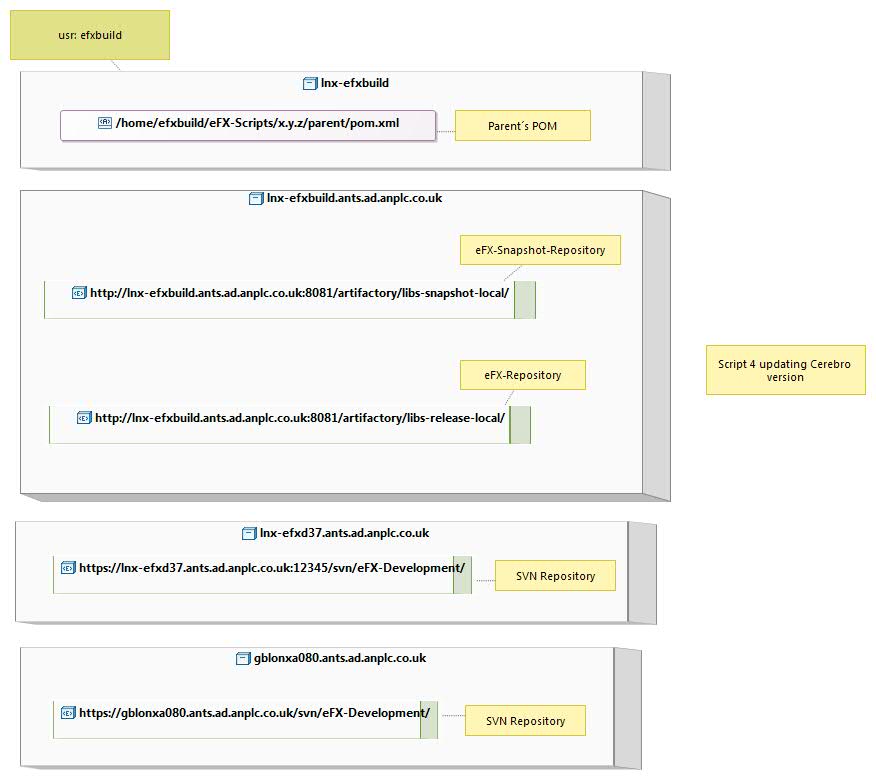 usr: efxbuild
lnx-efxbuild
/home/efxbuild/eFX-Scripts/x.y.z/parent/pom.xml
Parent´s POM
lnx-efxbuild.ants.ad.anplc.co.uk
eFX-Snapshot-Repository
http://lnx-efxbuild.ants.ad.anplc.co.uk:8081/artifactory/libs-snapshot-local/
eFX-Repository
http://lnx-efxbuild.ants.ad.anplc.co.uk:8081/artifactory/libs-release-local/
Script 4 updating Cerebro
version
lnx-efxd37.ants.ad.anplc.co.uk
https://lnx-efxd37.ants.ad.anplc.co.uk:12345/svn/eFX-Development/
SVN Repository
gblonxa080.ants.ad.anplc.co.uk
https://gblonxa080.ants.ad.anplc.co.uk/svn/eFX-Development/
SVN Repository